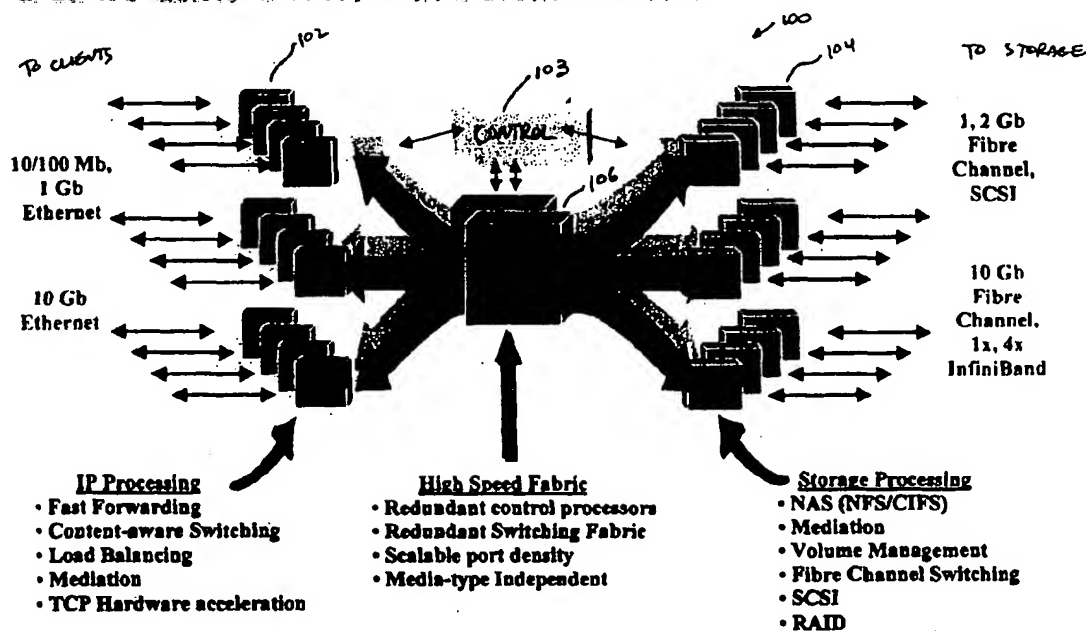 100
102
104
TO CLIENTS
103
TO STORAGE
CONTROL
106
10/100 Mb,
1 Gb
Ethernet
1, 2 Gb
Fibre
Channel,
SCSI
10 Gb
Ethernet
10 Gb
Fibre
Channel,
1x, 4x
InfiniBand
IP Processing
• Fast Forwarding
• Content-aware Switching
• Load Balancing
• Mediation
• TCP Hardware acceleration
High Speed Fabric
• Redundant control processors
• Redundant Switching Fabric
• Scalable port density
• Media-type Independent
Storage Processing
• NAS (NFS/CIFS)
• Mediation
• Volume Management
• Fibre Channel Switching
• SCSI
• RAID